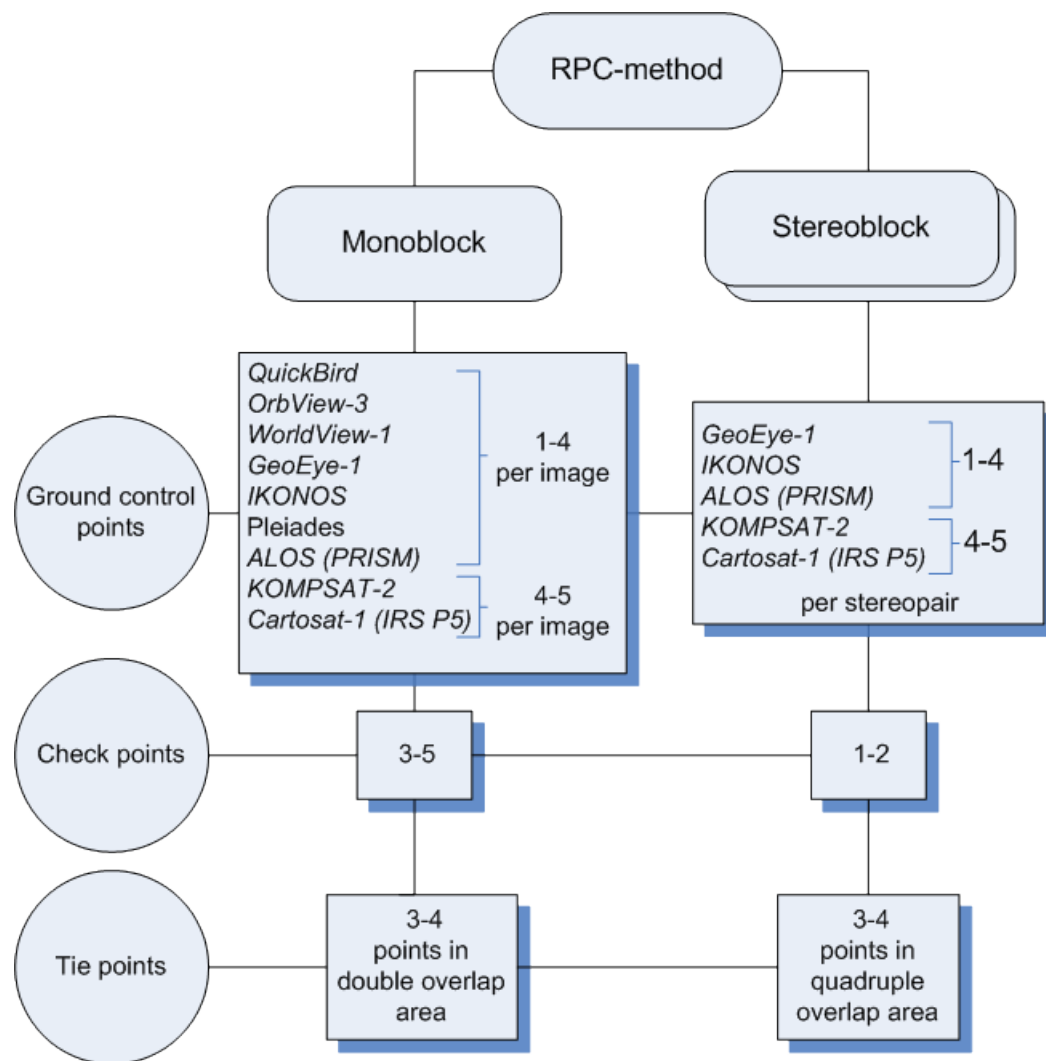 RPC-method
Monoblock
Stereoblock
Ground control
points
QuickBird
OrbView-3
WorldView-1
GeoEye-1
IKONOS
Pleiades
ALOS (PRISM)
1-4
per image
KOMPSAT-2
Cartosat-1 (IRS P5)
4-5
per image
GeoEye-1
IKONOS
ALOS (PRISM)
1-4
KOMPSAT-2
Cartosat-1 (IRS P5)
4-5
per stereopair
Check points
3-5
1-2
Tie points
3-4
points in
double overlap
area
3-4
points in
quadruple
overlap area